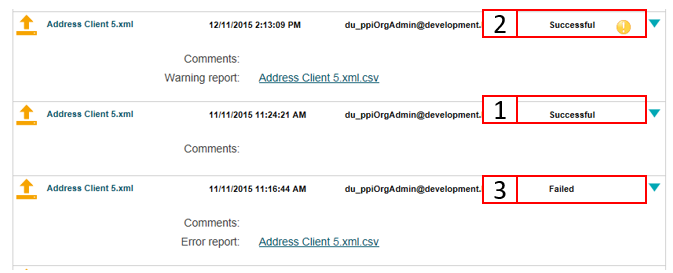 Address Client 5.xml 12/11/2015 2:13:09 PM du_ppiOrgAdmin@development. 2 Successful !
Comments:
Warning report: Address Client 5.xml.csv
Address Client 5.xml 11/11/2015 11:24:21 AM du_ppiOrgAdmin@development. 1 Successful
Comments:
Address Client 5.xml 11/11/2015 11:16:44 AM du_ppiOrgAdmin@development. 3 Failed
Comments:
Error report: Address Client 5.xml.csv